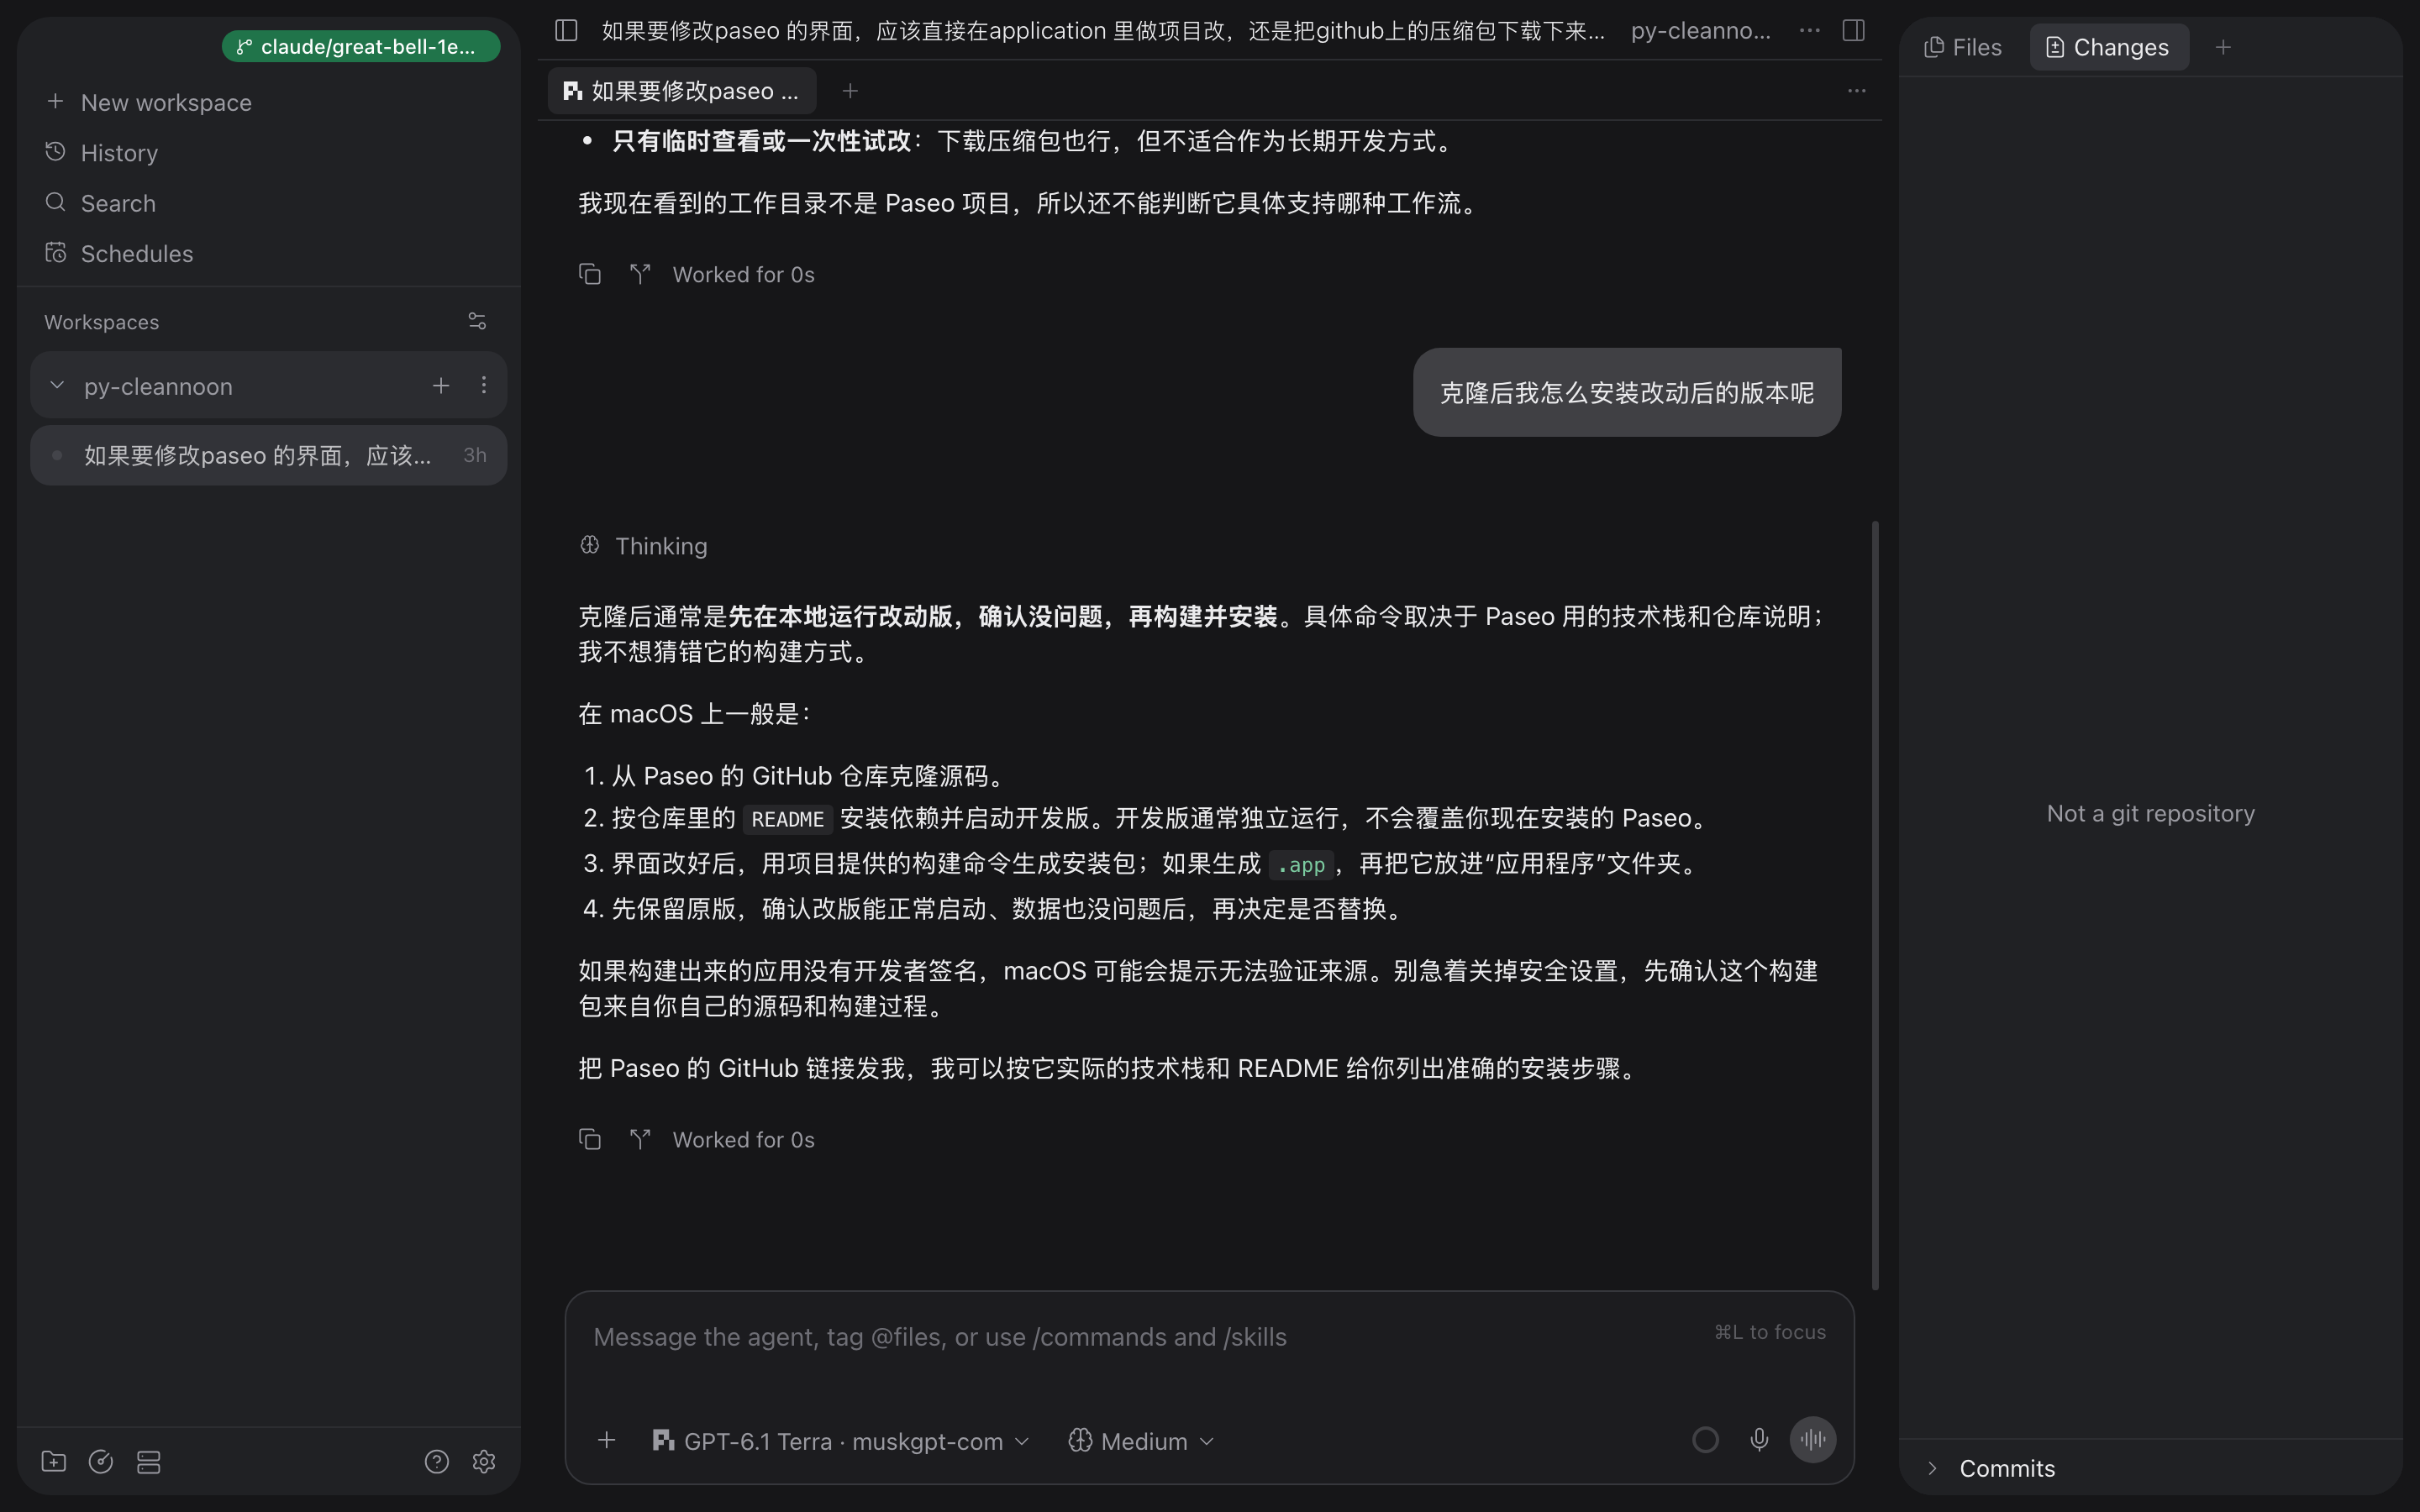 claude/great-bell-1e...
New workspace
History
Search
Schedules
Workspaces
py-cleannoon
如果要修改paseo 的界面，应该... 3h
如果要修改paseo 的界面，应该直接在application 里做项目改，还是把github上的压缩包下载下来... py-cleanno...
如果要修改paseo ...
• 只有临时查看或一次性试改：下载压缩包也行，但不适合作为长期开发方式。
我现在看到的工作目录不是 Paseo 项目，所以还不能判断它具体支持哪种工作流。
Worked for 0s
克隆后我怎么安装改动后的版本呢
Thinking
克隆后通常是先在本地运行改动版，确认没问题，再构建并安装。具体命令取决于 Paseo 用的技术栈和仓库说明；
我不想猜错它的构建方式。
在 macOS 上一般是：
1. 从 Paseo 的 GitHub 仓库克隆源码。
2. 按仓库里的 README 安装依赖并启动开发版。开发版通常独立运行，不会覆盖你现在安装的 Paseo。
3. 界面改好后，用项目提供的构建命令生成安装包；如果生成 .app，再把它放进“应用程序”文件夹。
4. 先保留原版，确认改版能正常启动、数据也没问题后，再决定是否替换。
如果构建出来的应用没有开发者签名，macOS 可能会提示无法验证来源。别急着关掉安全设置，先确认这个构建
包来自你自己的源码和构建过程。
把 Paseo 的 GitHub 链接发我，我可以按它实际的技术栈和 README 给你列出准确的安装步骤。
Worked for 0s
Message the agent, tag @files, or use /commands and /skills
⌘L to focus
GPT-6.1 Terra · muskgpt-com
Medium
Files
Changes
Not a git repository
Commits